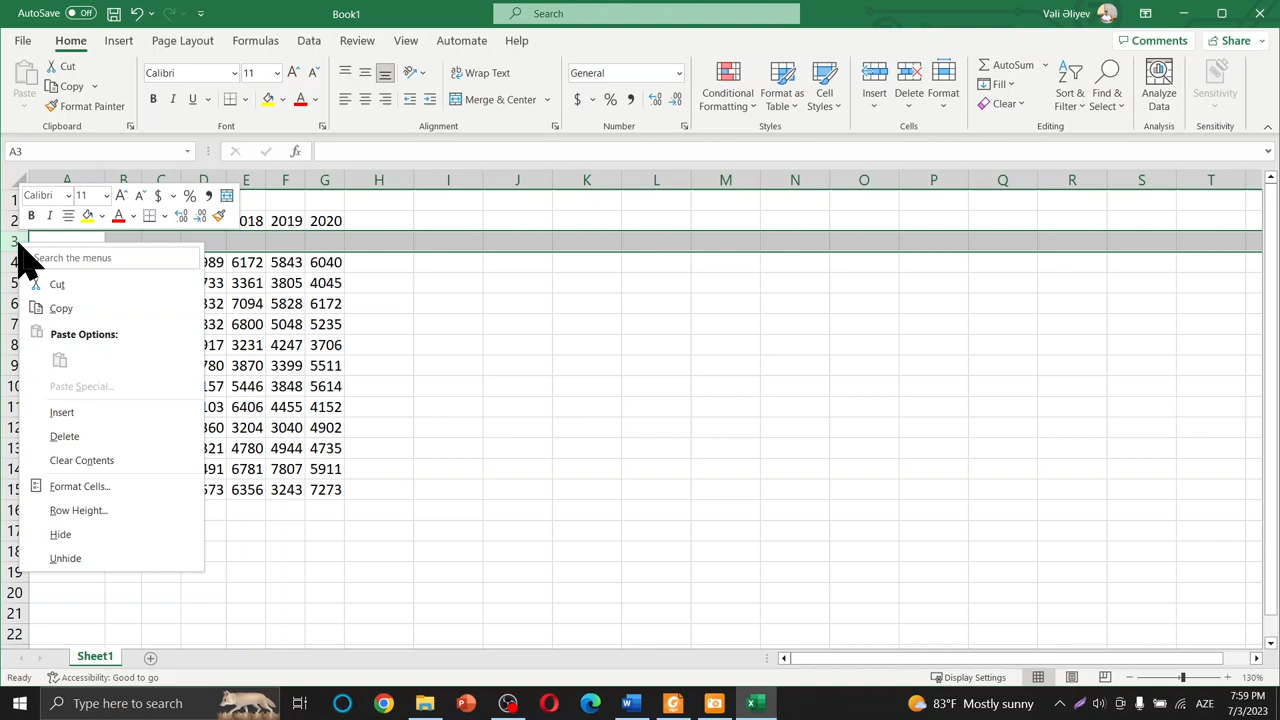 AutoSave Off Book1 Search Vəli Əliyev
File Home Insert Page Layout Formulas Data Review View Automate Help Comments Share
Paste Cut Copy Format Painter Clipboard
Calibri 11 B I U A Font
Wrap Text Merge & Center Alignment
General $ % , Number
Conditional Formatting Format as Table Cell Styles Styles
Insert Delete Format Cells
AutoSum Fill Clear Sort & Filter Find & Select Editing
Analyze Data Analysis Sensitivity Sensitivity
A3 fx
A B C D E F G H I J K L M N O P Q R S T
Calibri 11 $ % ,
B I A
1
2 018 2019 2020
3
4 989 6172 5843 6040
5 733 3361 3805 4045
6 332 7094 5828 6172
7 832 6800 5048 5235
8 917 3231 4247 3706
9 780 3870 3399 5511
10 157 5446 3848 5614
11 103 6406 4455 4152
12 360 3204 3040 4902
13 321 4780 4944 4735
14 491 6781 7807 5911
15 573 6356 3243 7273
16
17
18
19
20
21
22
Search the menus
Cut
Copy
Paste Options:
Paste Special...
Insert
Delete
Clear Contents
Format Cells...
Row Height...
Hide
Unhide
Sheet1
Ready Accessibility: Good to go Display Settings 130%
Type here to search 83°F Mostly sunny AZE 7:59 PM
7/3/2023